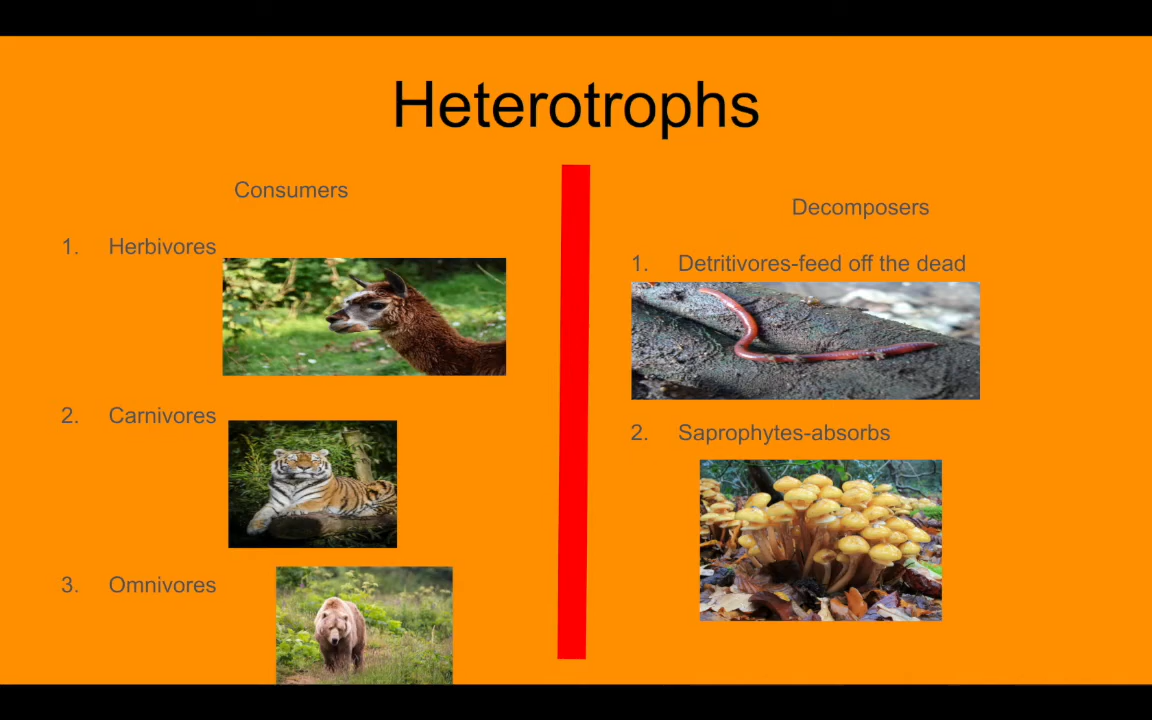 Heterotrophs
Consumers
1. Herbivores
2. Carnivores
3. Omnivores
Decomposers
1. Detritivores-feed off the dead
2. Saprophytes-absorbs